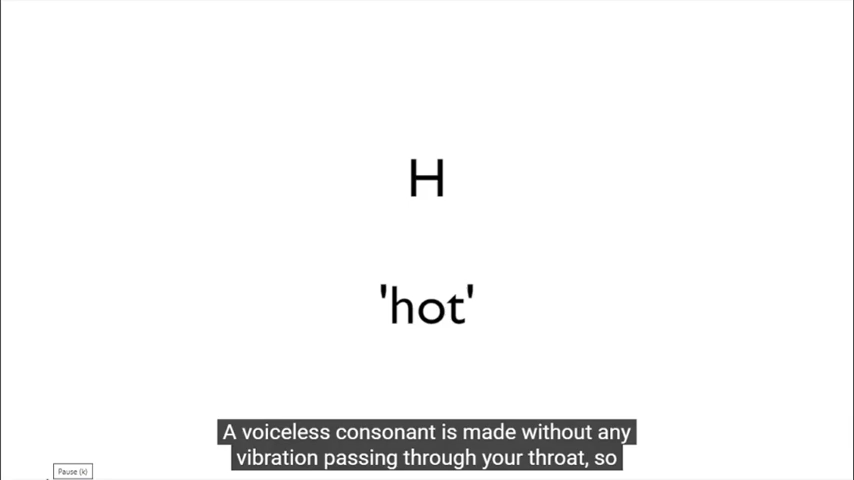 H
'hot'
A voiceless consonant is made without any
vibration passing through your throat, so
Pause (k)